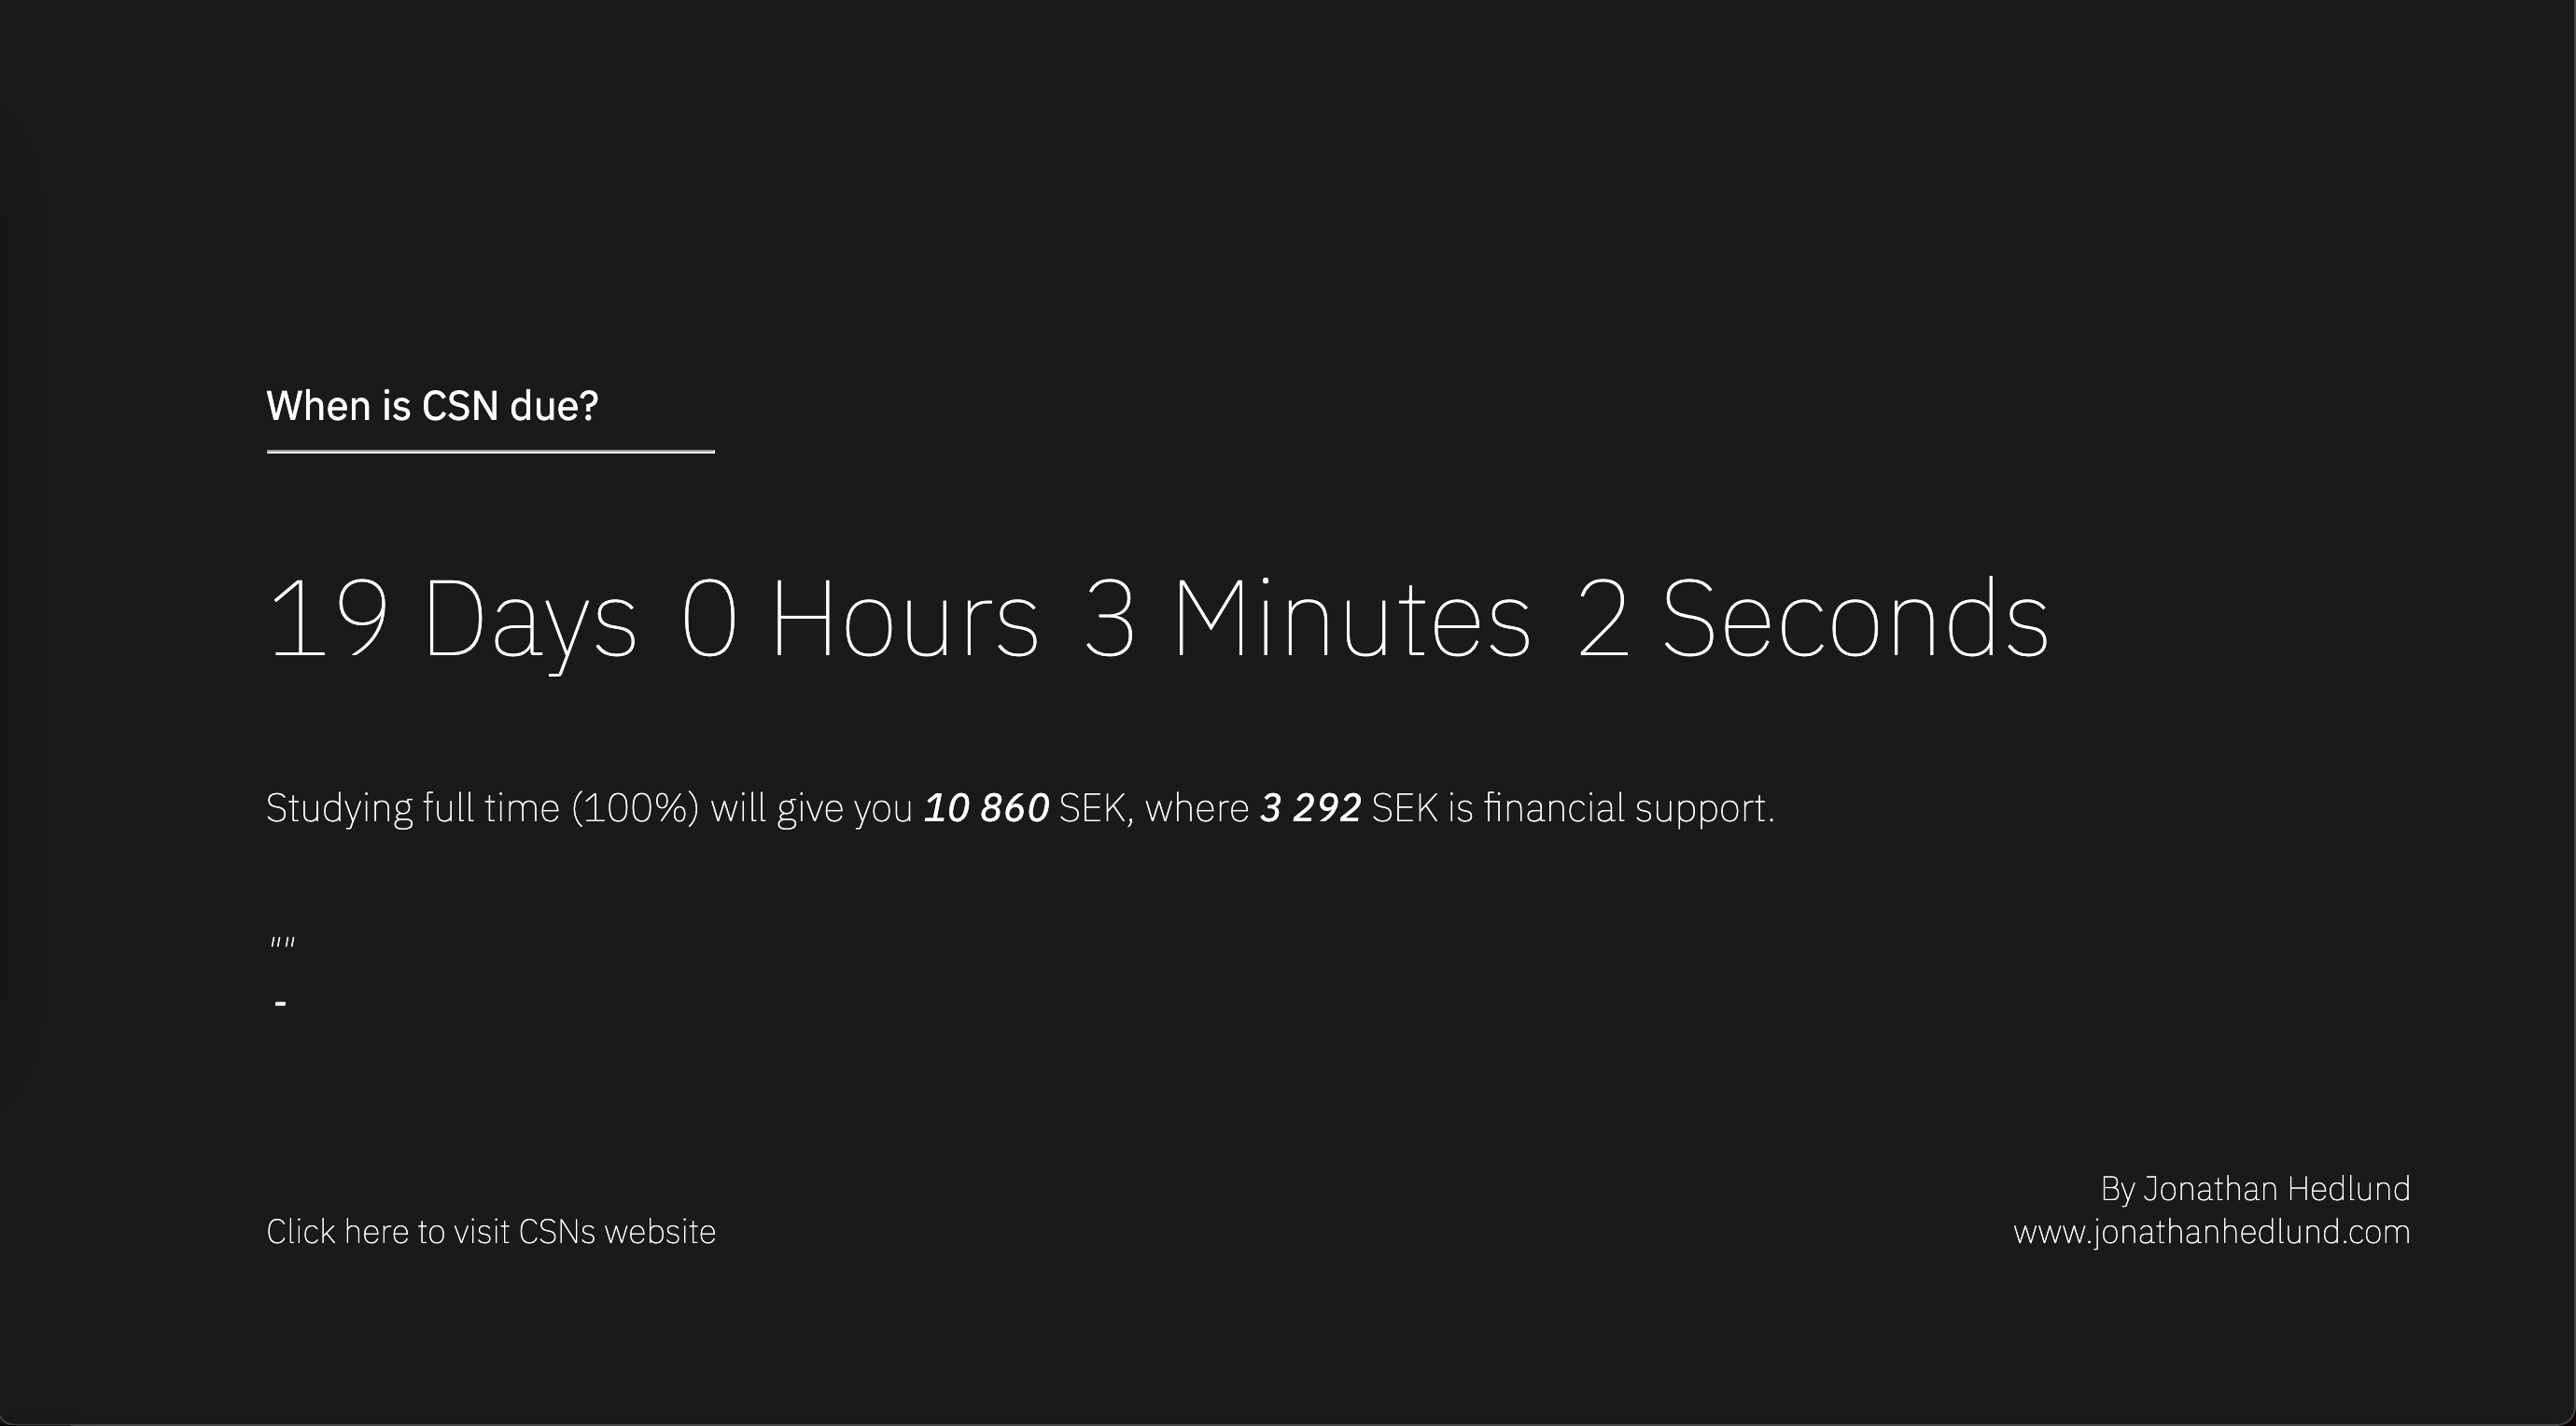 When is CSN due?
19 Days 0 Hours 3 Minutes 2 Seconds
Studying full time (100%) will give you 10 860 SEK, where 3 292 SEK is financial support.
""
-
Click here to visit CSNs website
By Jonathan Hedlund
www.jonathanhedlund.com